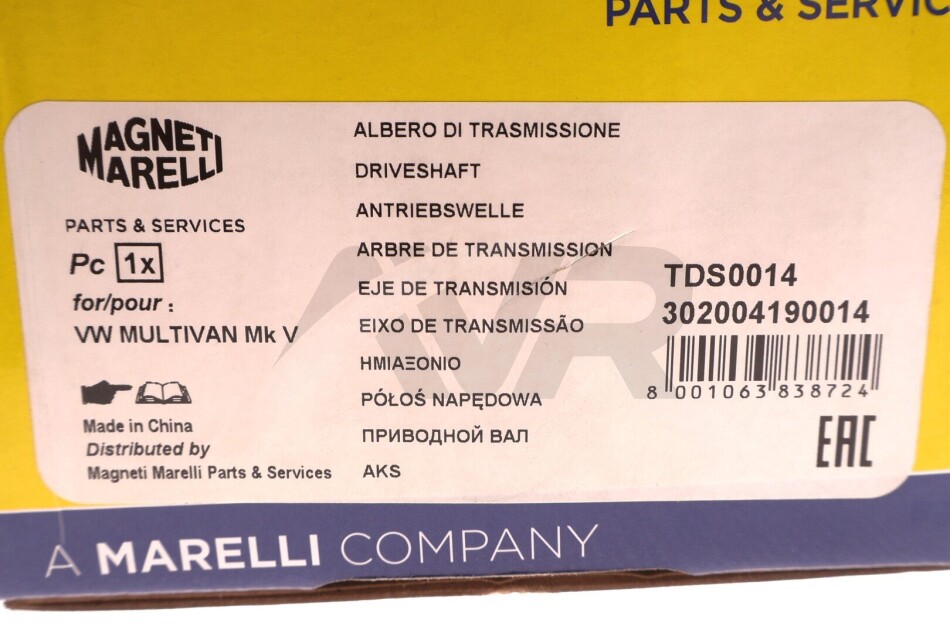 PARTS & SERVIC
MAGNETI
MARELLI
PARTS & SERVICES
Pc 1x
for/pour :
VW MULTIVAN Mk V
Made in China
Distributed by
Magneti Marelli Parts & Services
ALBERO DI TRASMISSIONE
DRIVESHAFT
ANTRIEBSWELLE
ARBRE DE TRANSMISSION
EJE DE TRANSMISIÓN
EIXO DE TRANSMISSÃO
ΗΜΙΑΞΟΝΙΟ
PÓŁOŚ NAPĘDOWA
ПРИВОДНОЙ ВАЛ
AKS
TDS0014
302004190014
8 001063 838724
EAC
A MARELLI COMPANY